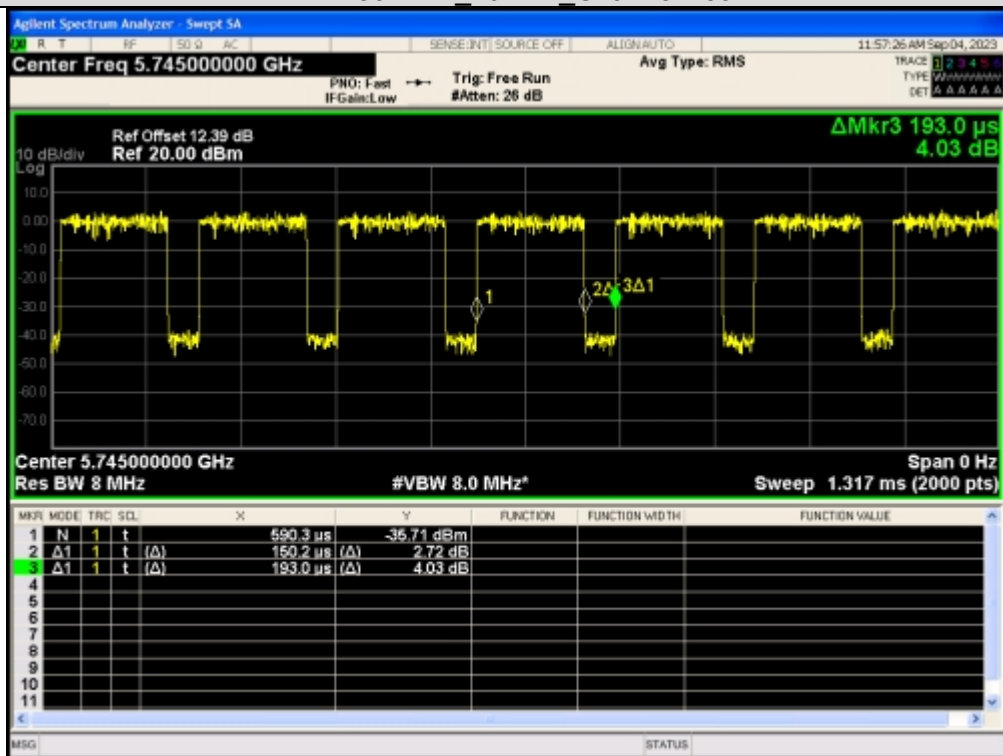 Agilent Spectrum Analyzer - Swept SA
R T RF 50 Ω AC SENSE:INT SOURCE OFF ALIGNAUTO 11:57:26 AM Sep 04, 2023
Center Freq 5.745000000 GHz Avg Type: RMS TRACE 1 2 3 4 5 6
PNO: Fast Trig: Free Run TYPE
IFGain:Low #Atten: 26 dB DET A A A A A A
ΔMkr3 193.0 µs
Ref Offset 12.39 dB
10 dB/div Ref 20.00 dBm 4.03 dB
Log
10.0
0.00
-10.0
-20.0
2Δ 3Δ1
1
-30.0
-40.0
-50.0
-60.0
-70.0
Center 5.745000000 GHz Span 0 Hz
Res BW 8 MHz #VBW 8.0 MHz* Sweep 1.317 ms (2000 pts)
MKR MODE TRC SCL X Y FUNCTION FUNCTION WIDTH FUNCTION VALUE
1 N 1 t 590.3 µs -35.71 dBm
2 Δ1 1 t (Δ) 150.2 µs (Δ) 2.72 dB
3 Δ1 1 t (Δ) 193.0 µs (Δ) 4.03 dB
4
5
6
7
8
9
10
11
MSG STATUS